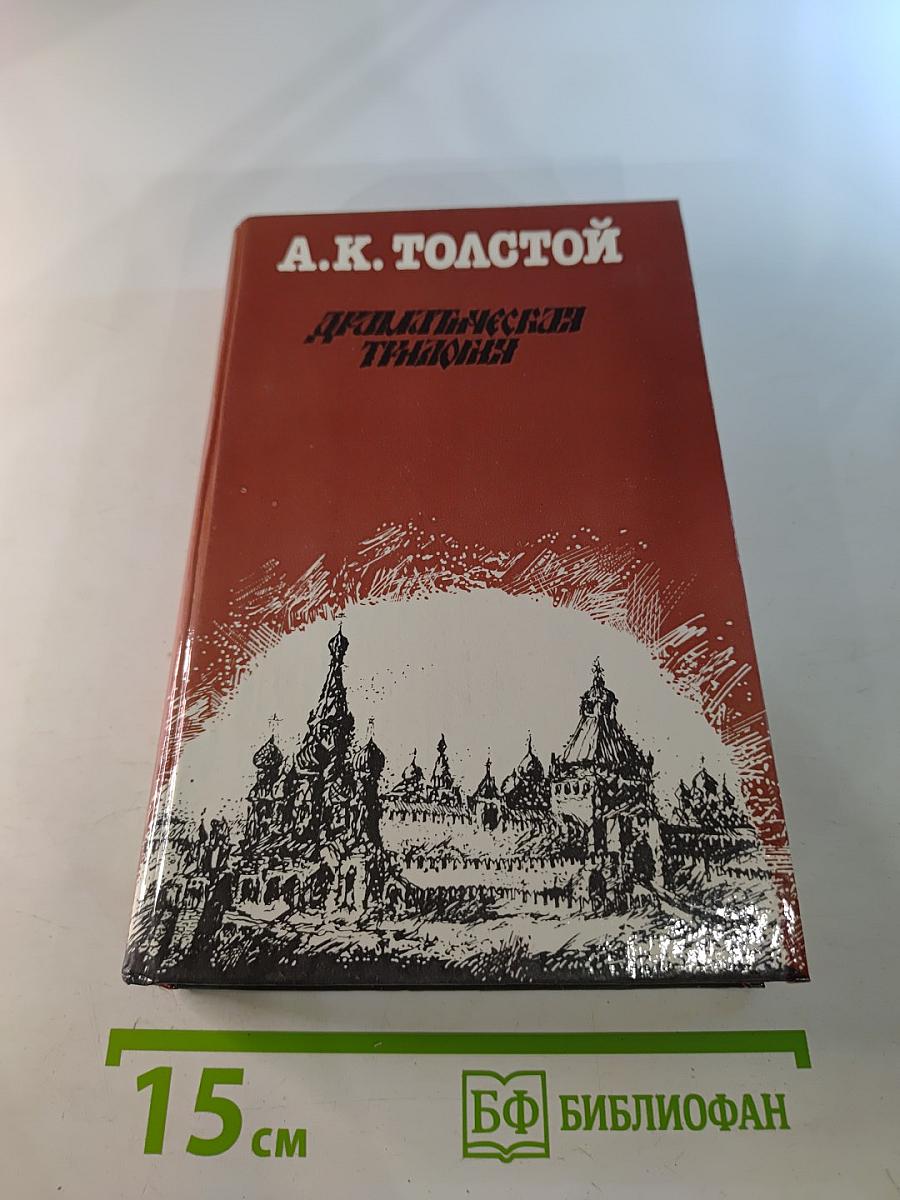 А.К. ТОЛСТОЙ
ДРАМАТИЧЕСКАЯ
ТРИЛОГИЯ
15 см
БФ БИБЛИОФАН